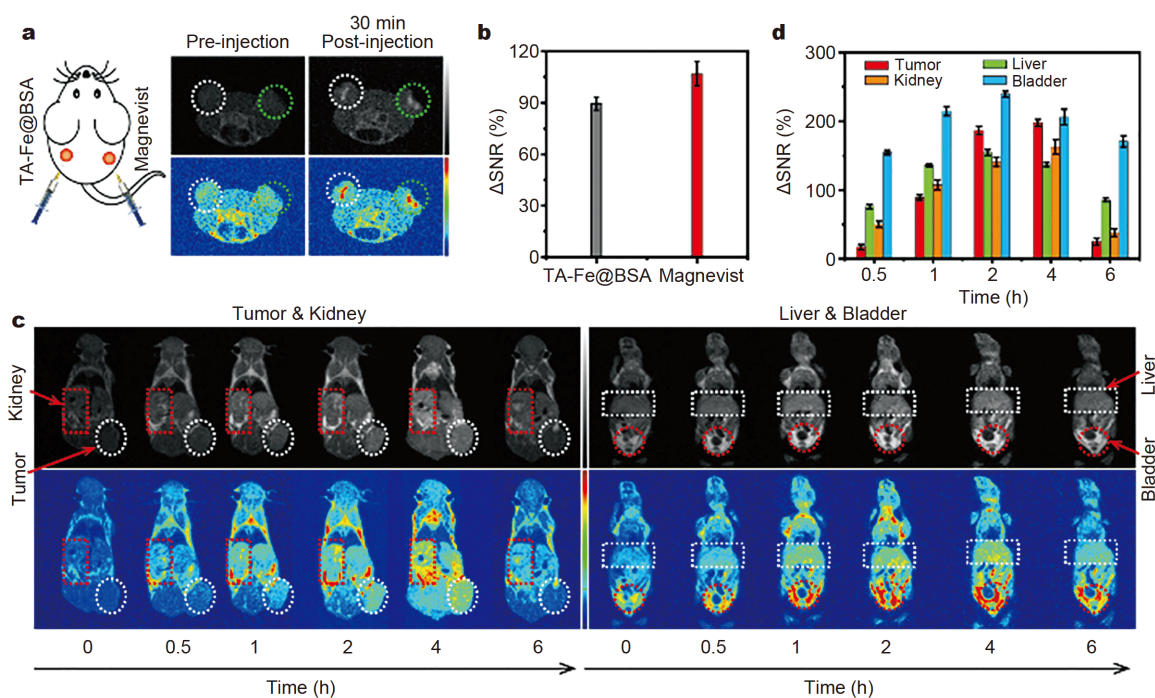 a
Pre-injection
30 min
Post-injection
TA-Fe@BSA
Magnevist
b
ΔSNR (%)
120
90
60
30
0
TA-Fe@BSA
Magnevist
d
ΔSNR (%)
300
200
100
0
Tumor
Liver
Kidney
Bladder
0.5
1
2
4
6
Time (h)
c
Tumor & Kidney
Liver & Bladder
Kidney
Tumor
Liver
Bladder
0
0.5
1
2
4
6
0
0.5
1
2
4
6
Time (h)
Time (h)